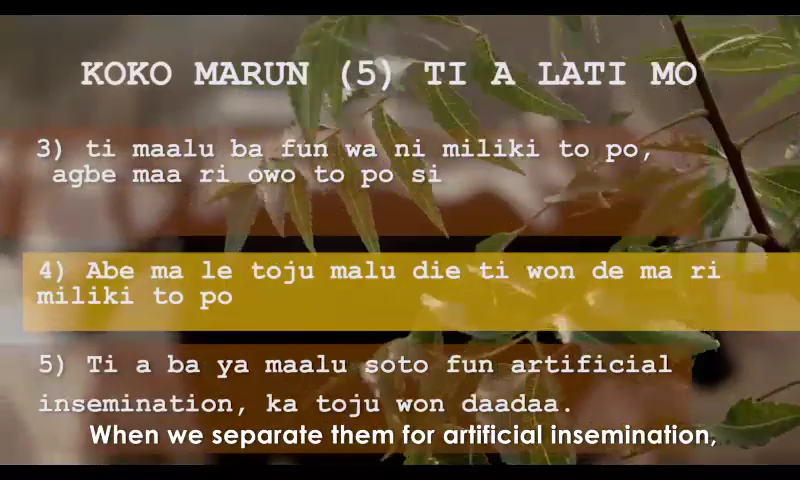 KOKO MARUN (5) TI A LATI MO
3) ti maalu ba fun wa ni miliki to po,
agbe maa ri owo to po si
4) Abe ma le toju malu die ti won de ma ri
miliki to po
5) Ti a ba ya maalu soto fun artificial
insemination, ka toju won daadaa.
When we separate them for artificial insemination,